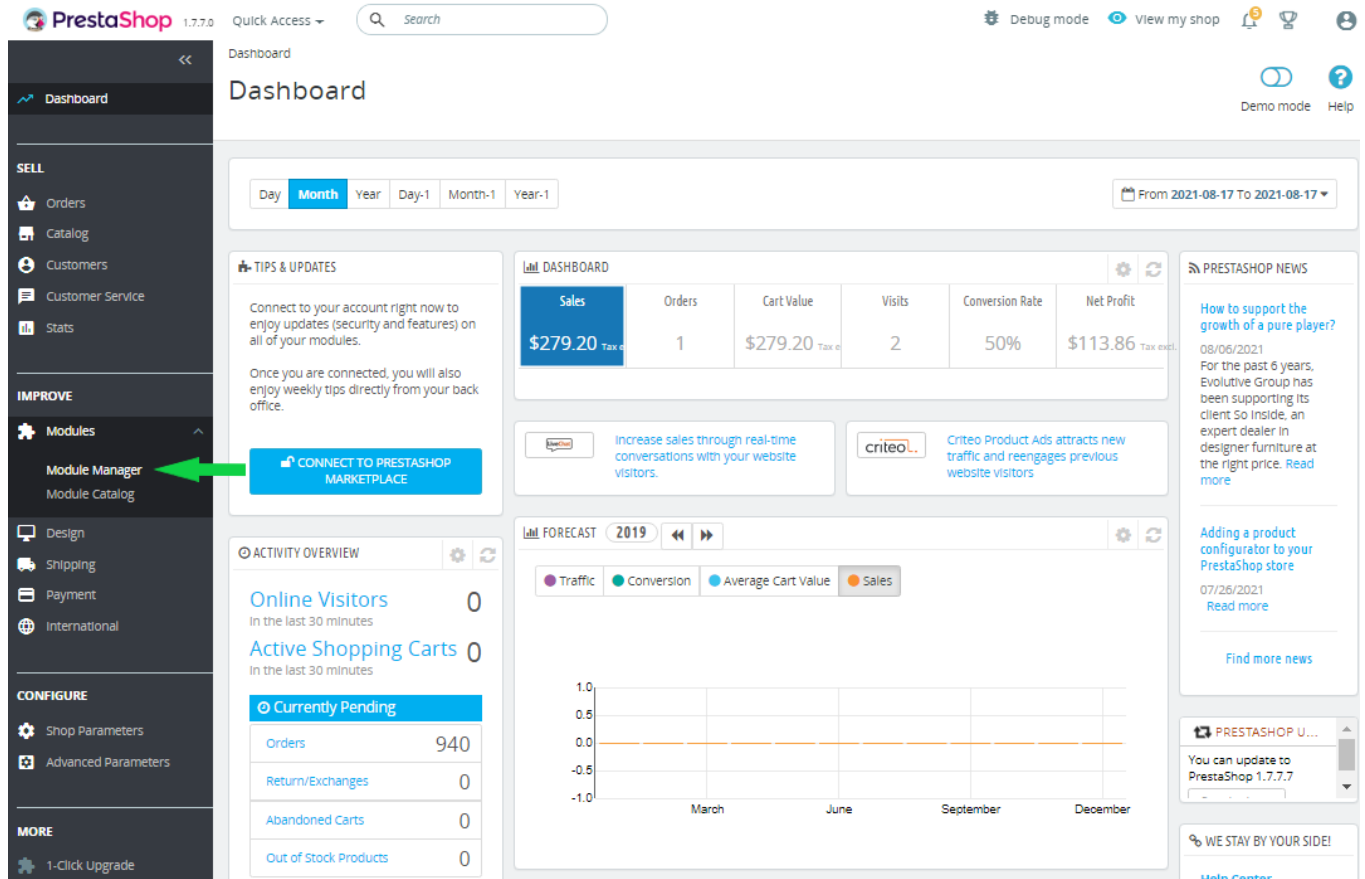 PrestaShop 1.7.7.0
Quick Access
Search
Debug mode
View my shop
5
Dashboard
Dashboard
Demo mode
Help
Dashboard
SELL
Orders
Catalog
Customers
Customer Service
Stats
IMPROVE
Modules
Module Manager
Module Catalog
Design
Shipping
Payment
International
CONFIGURE
Shop Parameters
Advanced Parameters
MORE
1-Click Upgrade
Day Month Year Day-1 Month-1 Year-1
From 2021-08-17 To 2021-08-17
TIPS & UPDATES
Connect to your account right now to
enjoy updates (security and features) on
all of your modules.
Once you are connected, you will also
enjoy weekly tips directly from your back
office.
CONNECT TO PRESTASHOP
MARKETPLACE
ACTIVITY OVERVIEW
Online Visitors 0
In the last 30 minutes
Active Shopping Carts 0
In the last 30 minutes
Currently Pending
Orders 940
Return/Exchanges 0
Abandoned Carts 0
Out of Stock Products 0
DASHBOARD
Sales Orders Cart Value Visits Conversion Rate Net Profit
$279.20 Tax e 1 $279.20 Tax e 2 50% $113.86 Tax excl.
LiveChat
Increase sales through real-time
conversations with your website
visitors.
criteo
Criteo Product Ads attracts new
traffic and reengages previous
website visitors
FORECAST 2019
Traffic Conversion Average Cart Value Sales
1.0
0.5
0.0
-0.5
-1.0
March June September December
PRESTASHOP NEWS
How to support the
growth of a pure player?
08/06/2021
For the past 6 years,
Evolutive Group has
been supporting its
client So Inside, an
expert dealer in
designer furniture at
the right price. Read
more
Adding a product
configurator to your
PrestaShop store
07/26/2021
Read more
Find more news
PRESTASHOP U...
You can update to
PrestaShop 1.7.7.7
WE STAY BY YOUR SIDE!
Help Center